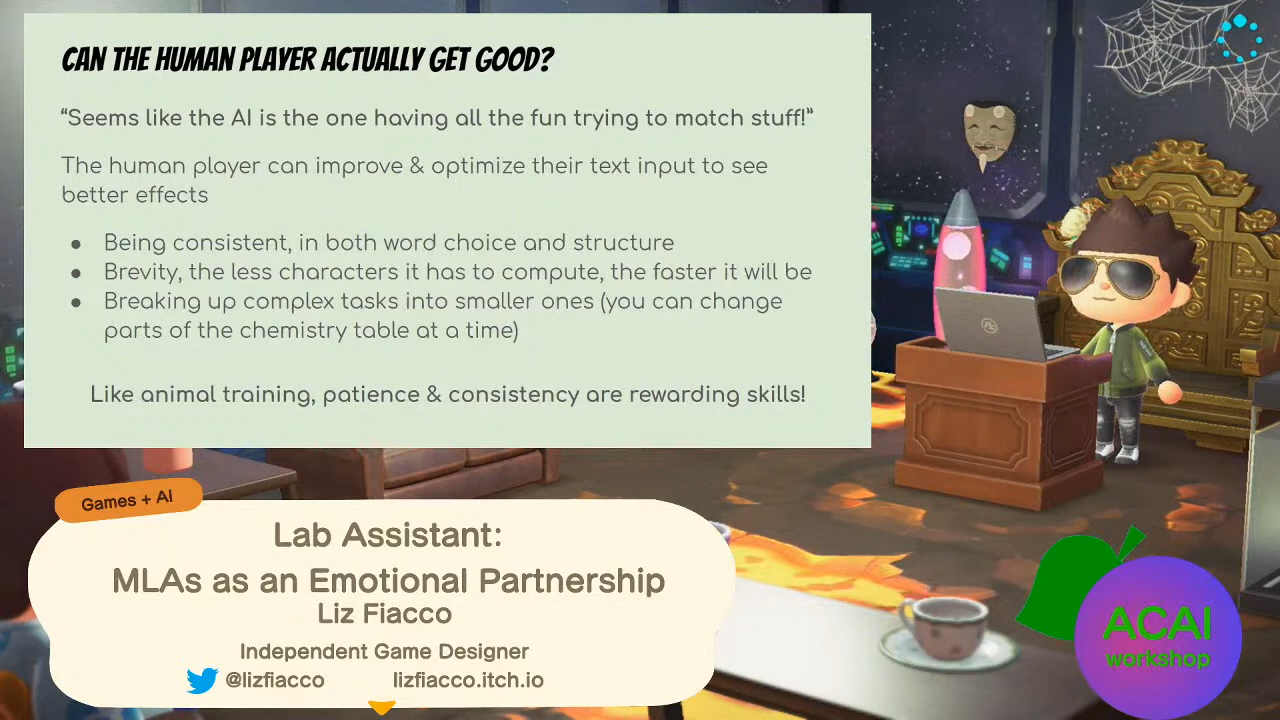 CAN THE HUMAN PLAYER ACTUALLY GET GOOD?
“Seems like the AI is the one having all the fun trying to match stuff!”
The human player can improve & optimize their text input to see
better effects
● Being consistent, in both word choice and structure
● Brevity, the less characters it has to compute, the faster it will be
● Breaking up complex tasks into smaller ones (you can change
parts of the chemistry table at a time)
Like animal training, patience & consistency are rewarding skills!
Games + AI
Lab Assistant:
MLAs as an Emotional Partnership
Liz Fiacco
Independent Game Designer
@lizfiacco lizfiacco.itch.io
ACAI
workshop